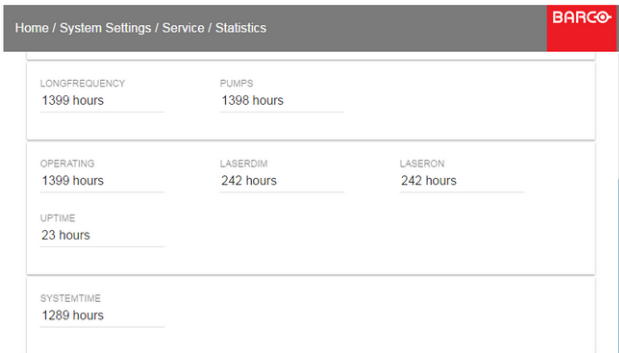 Home / System Settings / Service / Statistics
BARCO
LONGFREQUENCY
PUMPS
1399 hours
1398 hours
OPERATING
LASERDIM
LASERON
1399 hours
242 hours
242 hours
UPTIME
23 hours
SYSTEMTIME
1289 hours